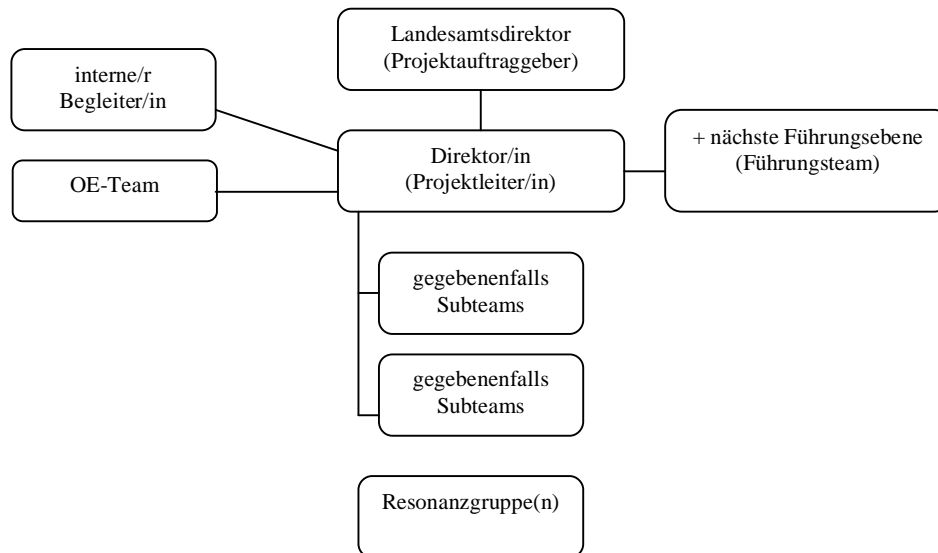 Landesamtsdirektor
(Projektauftraggeber)
interne/r
Begleiter/in
Direktor/in
(Projektleiter/in)
+ nächste Führungsebene
(Führungsteam)
OE-Team
gegebenenfalls
Subteams
gegebenenfalls
Subteams
Resonanzgruppe(n)